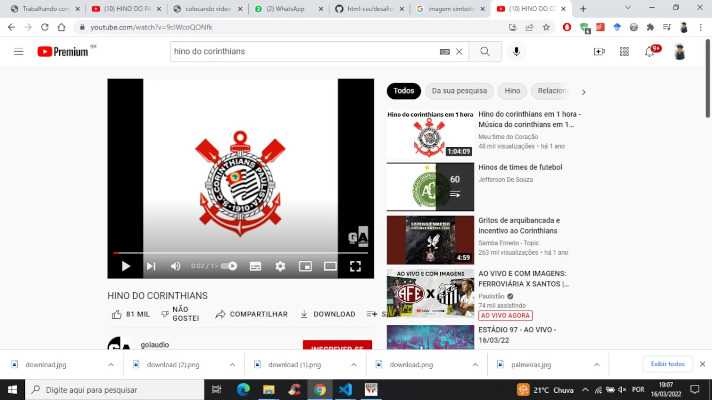 Trabalhando com
(10) HINO DO PA
colocando video
(2) WhatsApp
html-css/desafio
imagem simbolo
(10) HINO DO CO
youtube.com/watch?v=9clWcoQONfk
Premium
BR
hino do corinthians
9+
Todos
Da sua pesquisa
Hino
Relacion
Hino do corinthians em 1 hora
1:04:09
Hino do corinthians em 1 hora -
Música do corinthians em 1...
Meu time do Coração
48 mil visualizações • há 1 ano
60
Hinos de times de futebol
Jefferson De Souza
SAMBA ENREDO
4:59
Gritos de arquibancada e
incentivo ao Corinthians
Samba Enredo - Topic
263 mil visualizações • há 1 ano
AO VIVO E COM IMAGENS
AFE X
AO VIVO E COM IMAGENS:
FERROVIÁRIA X SANTOS |...
Paulistão
74 mil assistindo
AO VIVO AGORA
ESTÁDIO 97 - AO VIVO -
16/03/22
S.C. CORINTHIANS PAULISTA
1910
GA
0:02 / 1
HINO DO CORINTHIANS
81 MIL
NÃO
GOSTEI
COMPARTILHAR
DOWNLOAD
S
golaudio
INSCREVER-SE
download.jpg
download (2).png
download (1).png
download.png
palmeiras.jpg
Exibir todos
Digite aqui para pesquisar
21°C Chuva
POR
19:07
16/03/2022